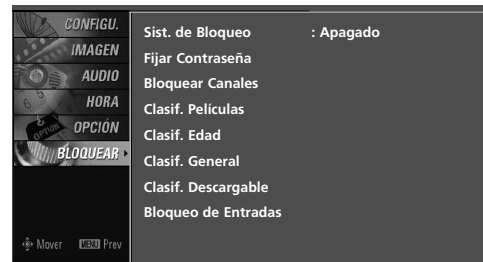 CONFIGU.
IMAGEN
AUDIO
HORA
OPCIÓN
BLOQUEAR
Mover MENU Prev
Sist. de Bloqueo : Apagado
Fijar Contraseña
Bloquear Canales
Clasif. Películas
Clasif. Edad
Clasif. General
Clasif. Descargable
Bloqueo de Entradas